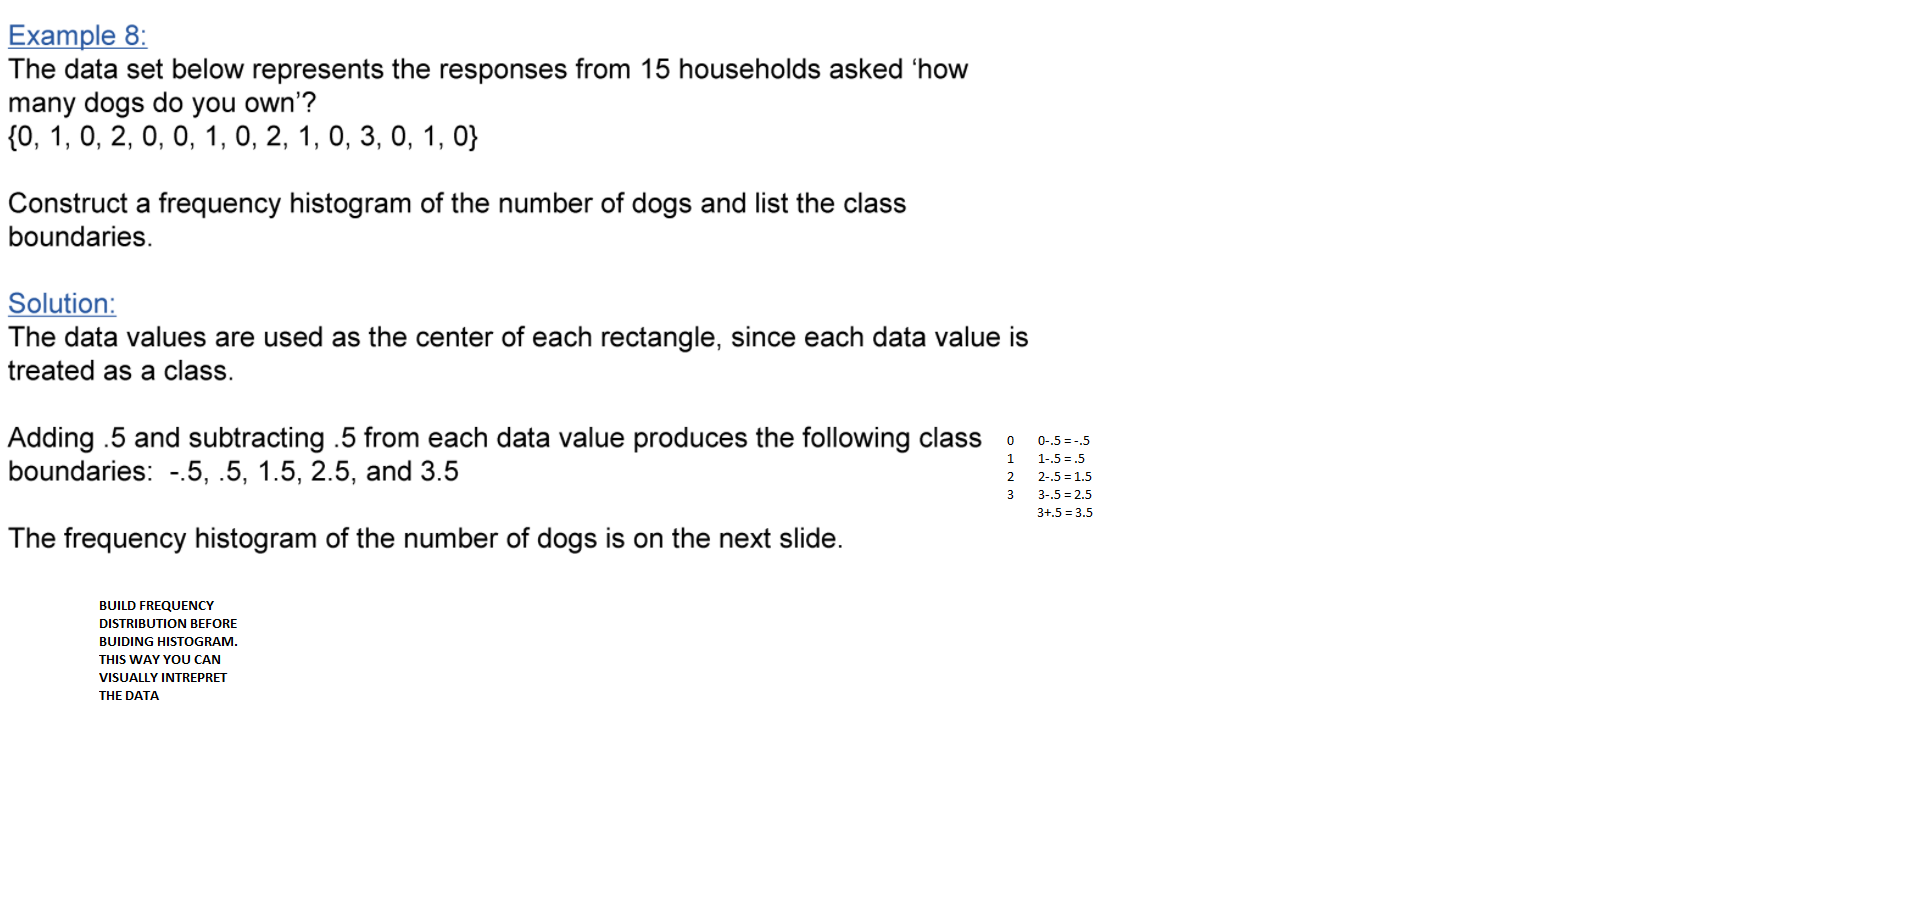 Example 8:
The data set below represents the responses from 15 households asked ‘how
many dogs do you own’?
{0, 1, 0, 2, 0, 0, 1, 0, 2, 1, 0, 3, 0, 1, 0}
Construct a frequency histogram of the number of dogs and list the class
boundaries.
Solution:
The data values are used as the center of each rectangle, since each data value is
treated as a class.
Adding .5 and subtracting .5 from each data value produces the following class
boundaries:  -.5, .5, 1.5, 2.5, and 3.5
0 0-.5 = -.5
1 1-.5 = .5
2 2-.5 = 1.5
3 3-.5 = 2.5
3+.5 = 3.5
The frequency histogram of the number of dogs is on the next slide.
BUILD FREQUENCY
DISTRIBUTION BEFORE
BUIDING HISTOGRAM.
THIS WAY YOU CAN
VISUALLY INTREPRET
THE DATA